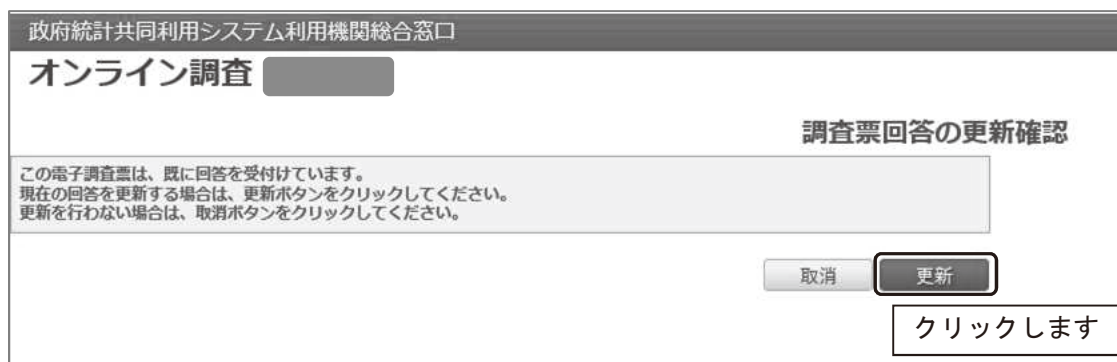 政府統計共同利用システム利用機関総合窓口
オンライン調査
調査票回答の更新確認
この電子調査票は、既に回答を受付けています。
現在の回答を更新する場合は、更新ボタンをクリックしてください。
更新を行わない場合は、取消ボタンをクリックしてください。
取消 更新
クリックします